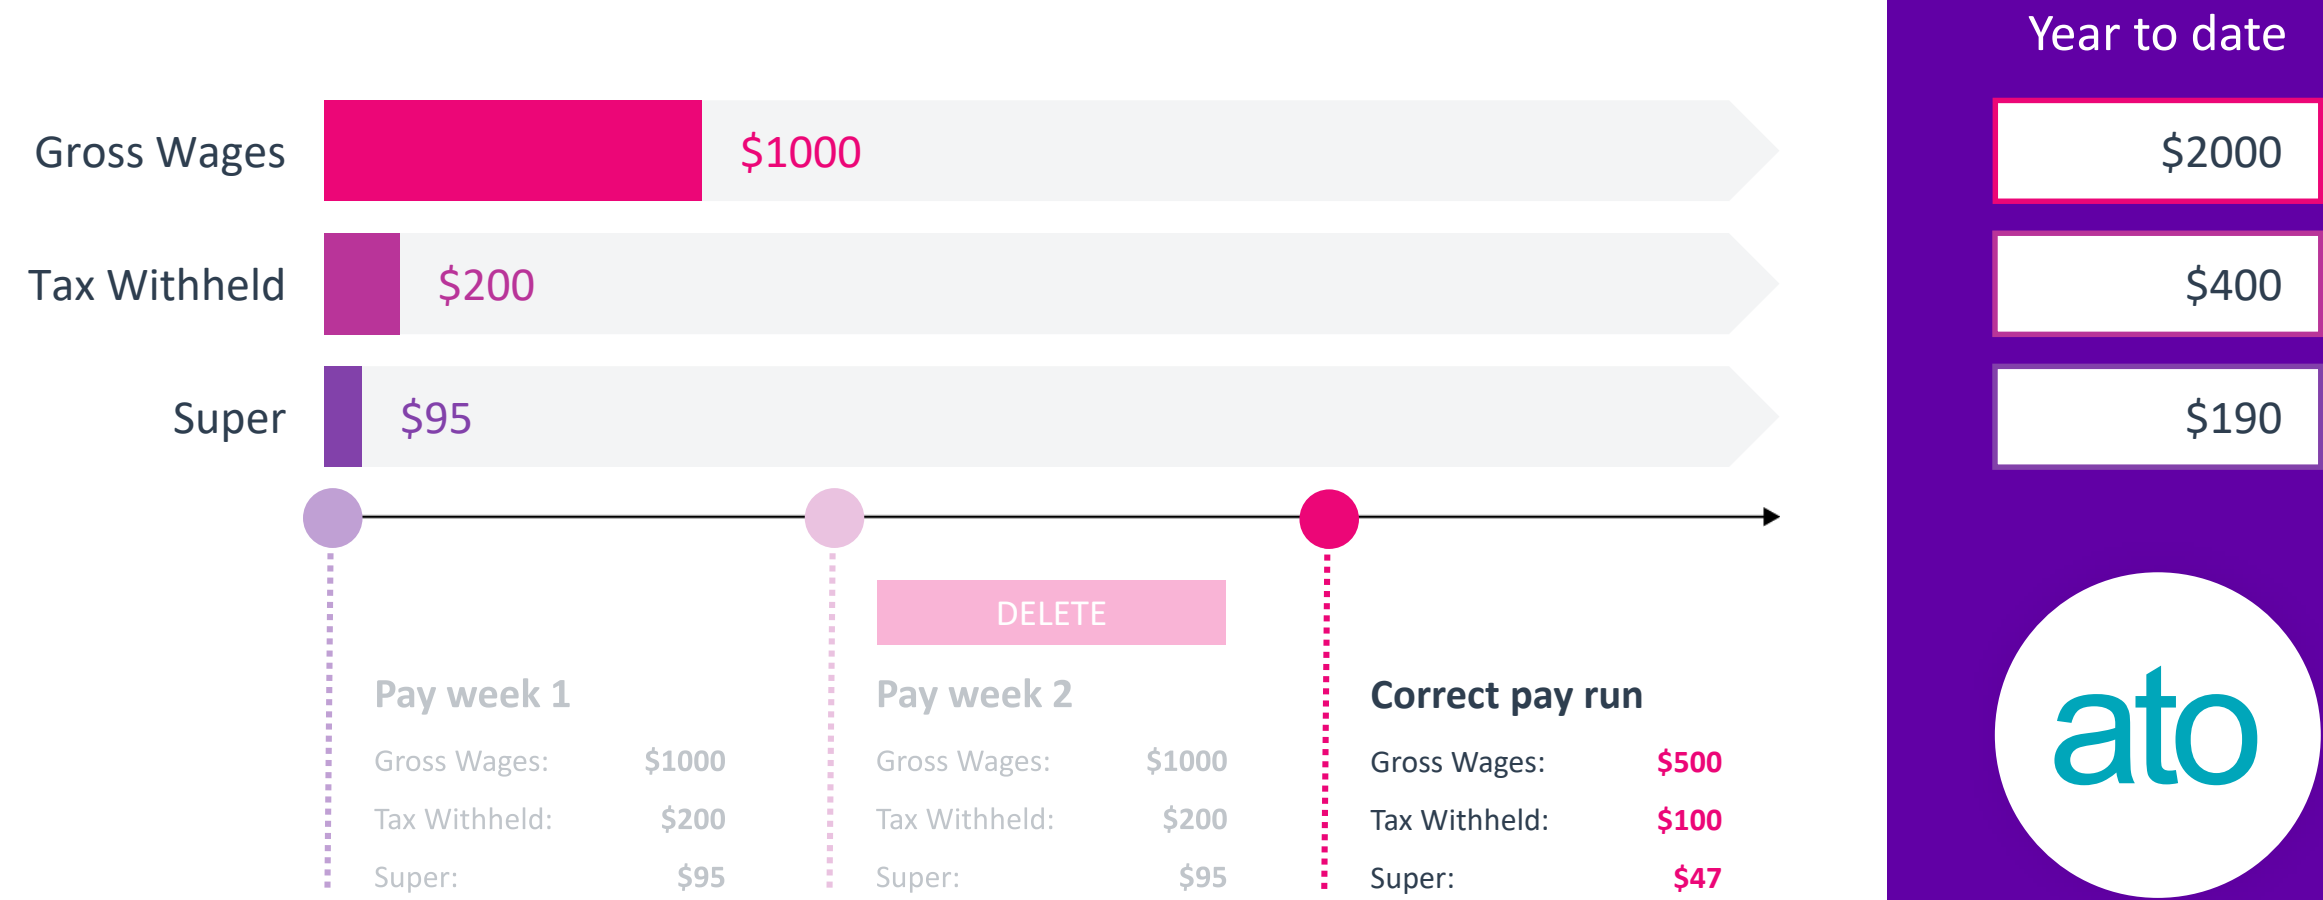 Year to date
Gross Wages $1000 $2000
Tax Withheld $200 $400
Super $95 $190
DELETE
Pay week 1
Gross Wages: $1000
Tax Withheld: $200
Super: $95
Pay week 2
Gross Wages: $1000
Tax Withheld: $200
Super: $95
Correct pay run
Gross Wages: $500
Tax Withheld: $100
Super: $47
ato